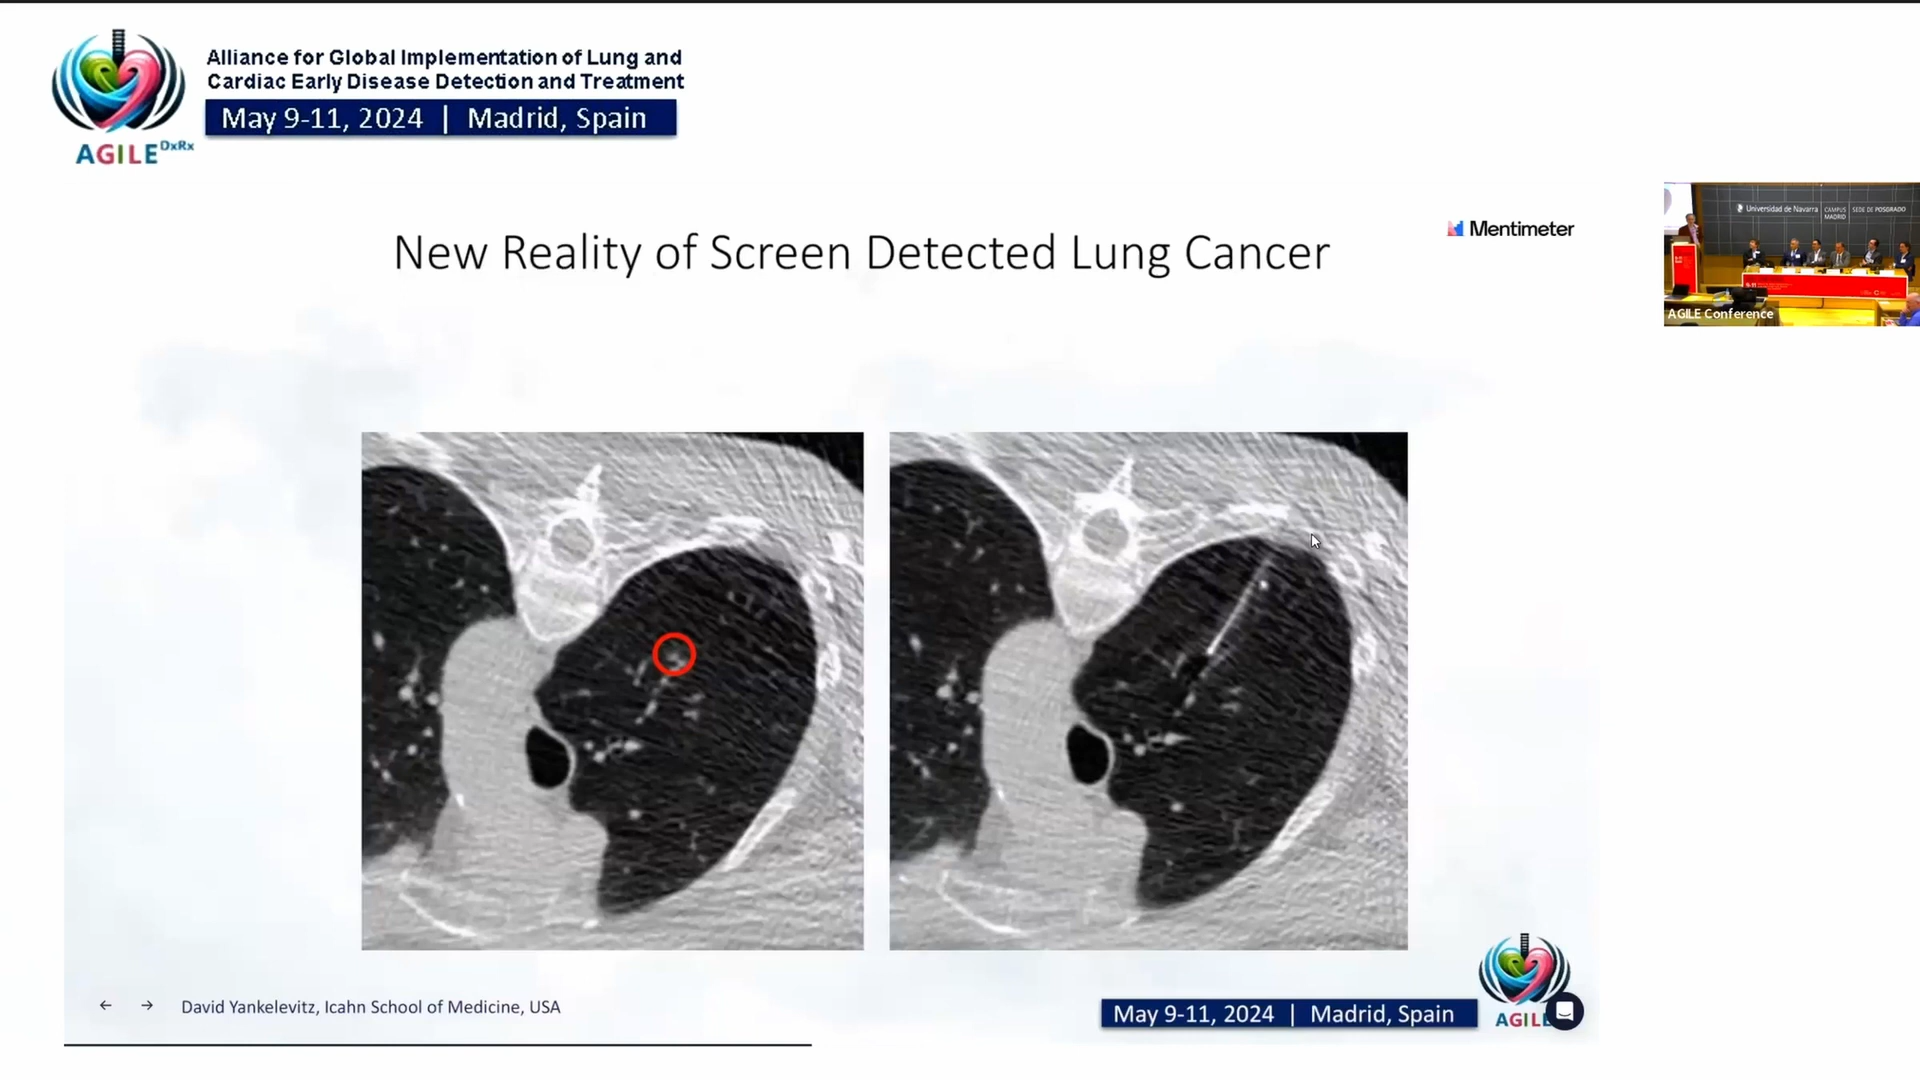 Alliance for Global Implementation of Lung and
Cardiac Early Disease Detection and Treatment
May 9-11, 2024 | Madrid, Spain
AGILE DxRx
New Reality of Screen Detected Lung Cancer
Mentimeter
Universidad de Navarra
CAMPUS
MADRID
SEDE DE POSGRADO
AGILE Conference
← → David Yankelevitz, Icahn School of Medicine, USA
May 9-11, 2024 | Madrid, Spain
AGIL